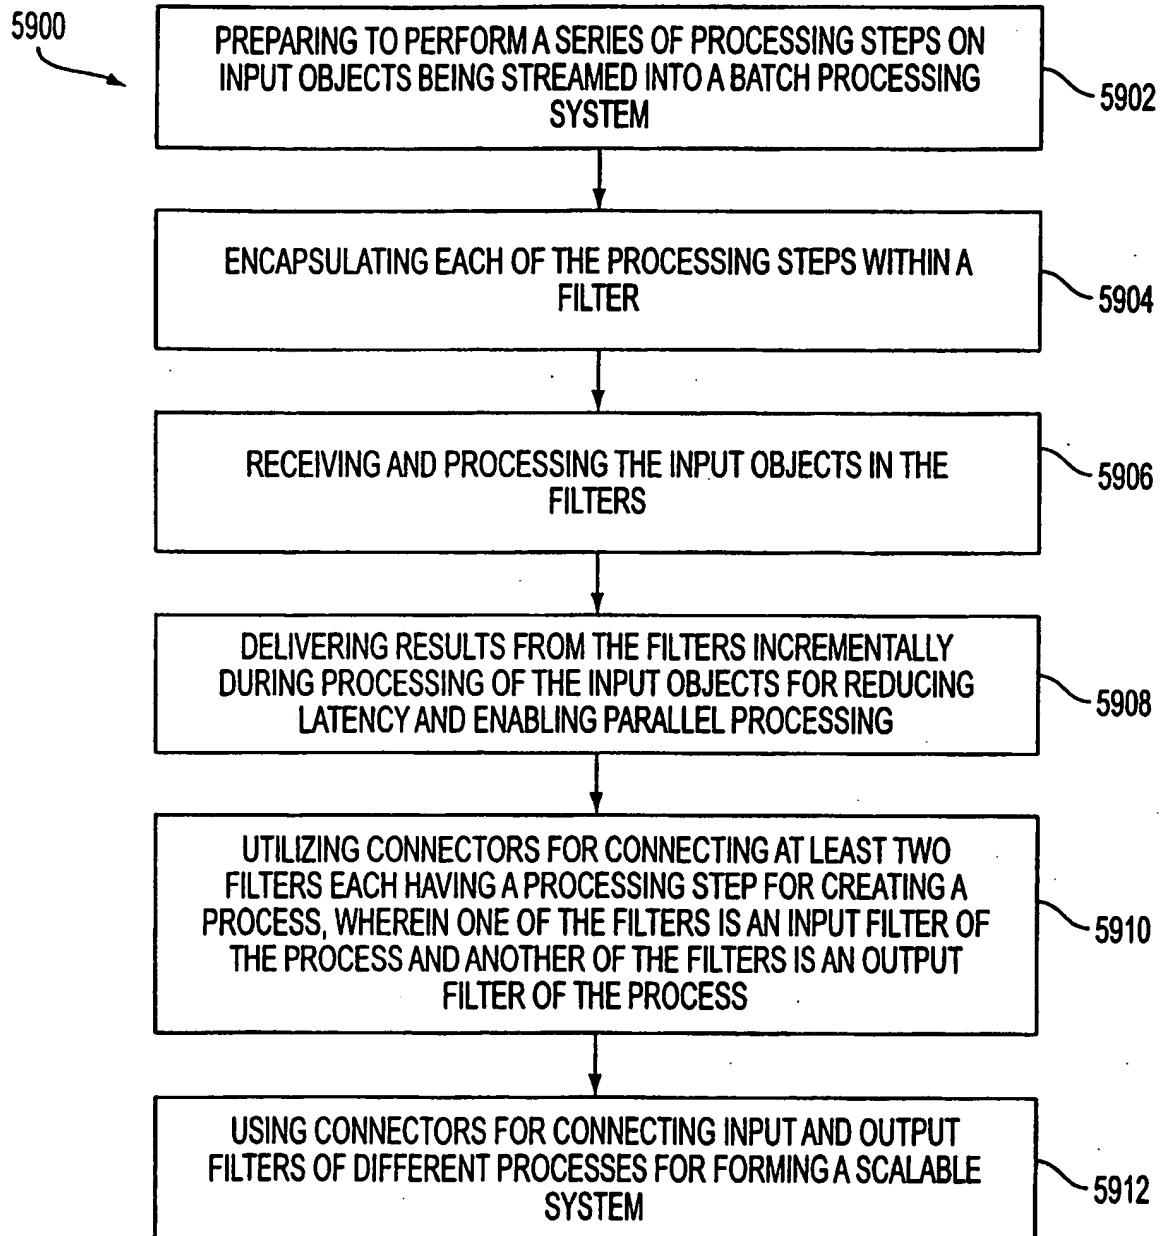 5900
PREPARING TO PERFORM A SERIES OF PROCESSING STEPS ON
INPUT OBJECTS BEING STREAMED INTO A BATCH PROCESSING
SYSTEM
5902
ENCAPSULATING EACH OF THE PROCESSING STEPS WITHIN A
FILTER
5904
RECEIVING AND PROCESSING THE INPUT OBJECTS IN THE
FILTERS
5906
DELIVERING RESULTS FROM THE FILTERS INCREMENTALLY
DURING PROCESSING OF THE INPUT OBJECTS FOR REDUCING
LATENCY AND ENABLING PARALLEL PROCESSING
5908
UTILIZING CONNECTORS FOR CONNECTING AT LEAST TWO
FILTERS EACH HAVING A PROCESSING STEP FOR CREATING A
PROCESS, WHEREIN ONE OF THE FILTERS IS AN INPUT FILTER OF
THE PROCESS AND ANOTHER OF THE FILTERS IS AN OUTPUT
FILTER OF THE PROCESS
5910
USING CONNECTORS FOR CONNECTING INPUT AND OUTPUT
FILTERS OF DIFFERENT PROCESSES FOR FORMING A SCALABLE
SYSTEM
5912